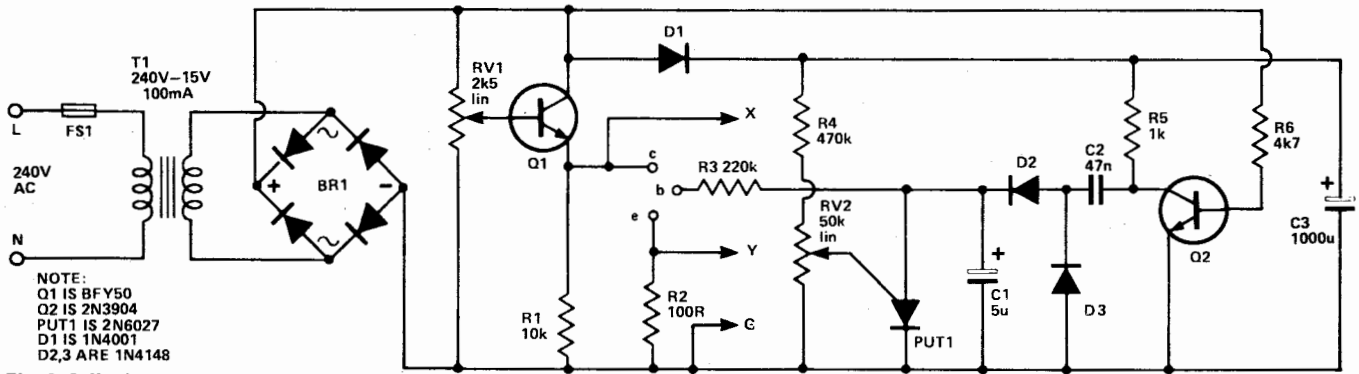 T1
240V–15V
100mA
L
FS1
240V
AC
N
BR1
+
–
NOTE:
Q1 IS BFY50
Q2 IS 2N3904
PUT1 IS 2N6027
D1 IS 1N4001
D2,3 ARE 1N4148
RV1
2k5
lin
Q1
D1
X
c
b
e
R3 220k
Y
R1
10k
R2
100R
G
R4
470k
RV2
50k
lin
PUT1
+
C1
5u
D2
C2
47n
D3
R5
1k
Q2
R6
4k7
+
C3
1000u